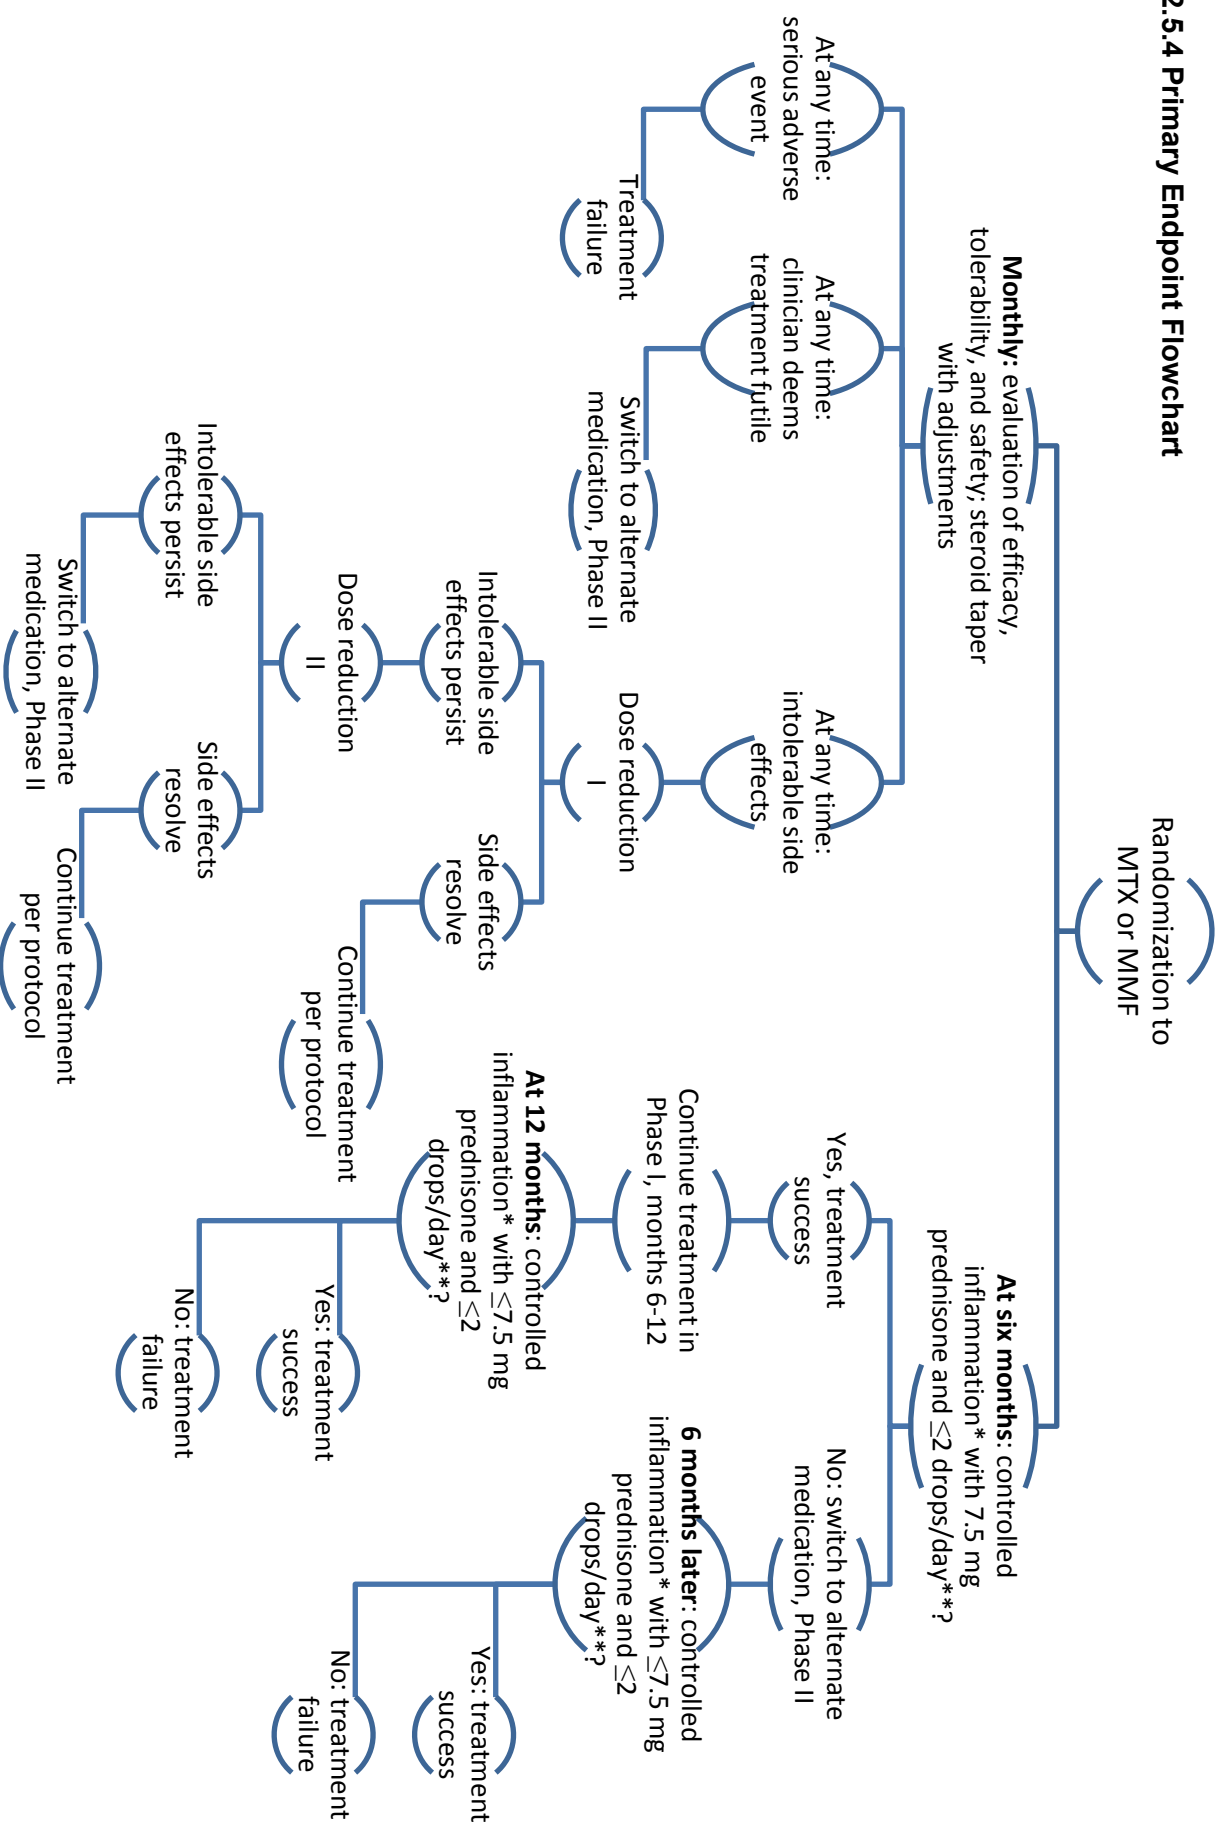 2.5.4 Primary Endpoint Flowchart
Randomization to
MTX or MMF
Monthly: evaluation of efficacy,
tolerability, and safety; steroid taper
with adjustments
At any time:
serious adverse
event
Treatment
failure
At any time:
clinician deems
treatment futile
Switch to alternate
medication, Phase II
At any time:
intolerable side
effects
Dose reduction
I
Intolerable side
effects persist
Dose reduction
II
Intolerable side
effects persist
Switch to alternate
medication, Phase II
Side effects
resolve
Continue treatment
per protocol
Side effects
resolve
Continue treatment
per protocol
At six months: controlled
inflammation* with 7.5 mg
prednisone and ≤2 drops/day**?
Yes, treatment
success
Continue treatment in
Phase I, months 6-12
At 12 months: controlled
inflammation* with ≤7.5 mg
prednisone and ≤2
drops/day**?
Yes: treatment
success
No: treatment
failure
No: switch to alternate
medication, Phase II
6 months later: controlled
inflammation* with ≤7.5 mg
prednisone and ≤2
drops/day**?
Yes: treatment
success
No: treatment
failure